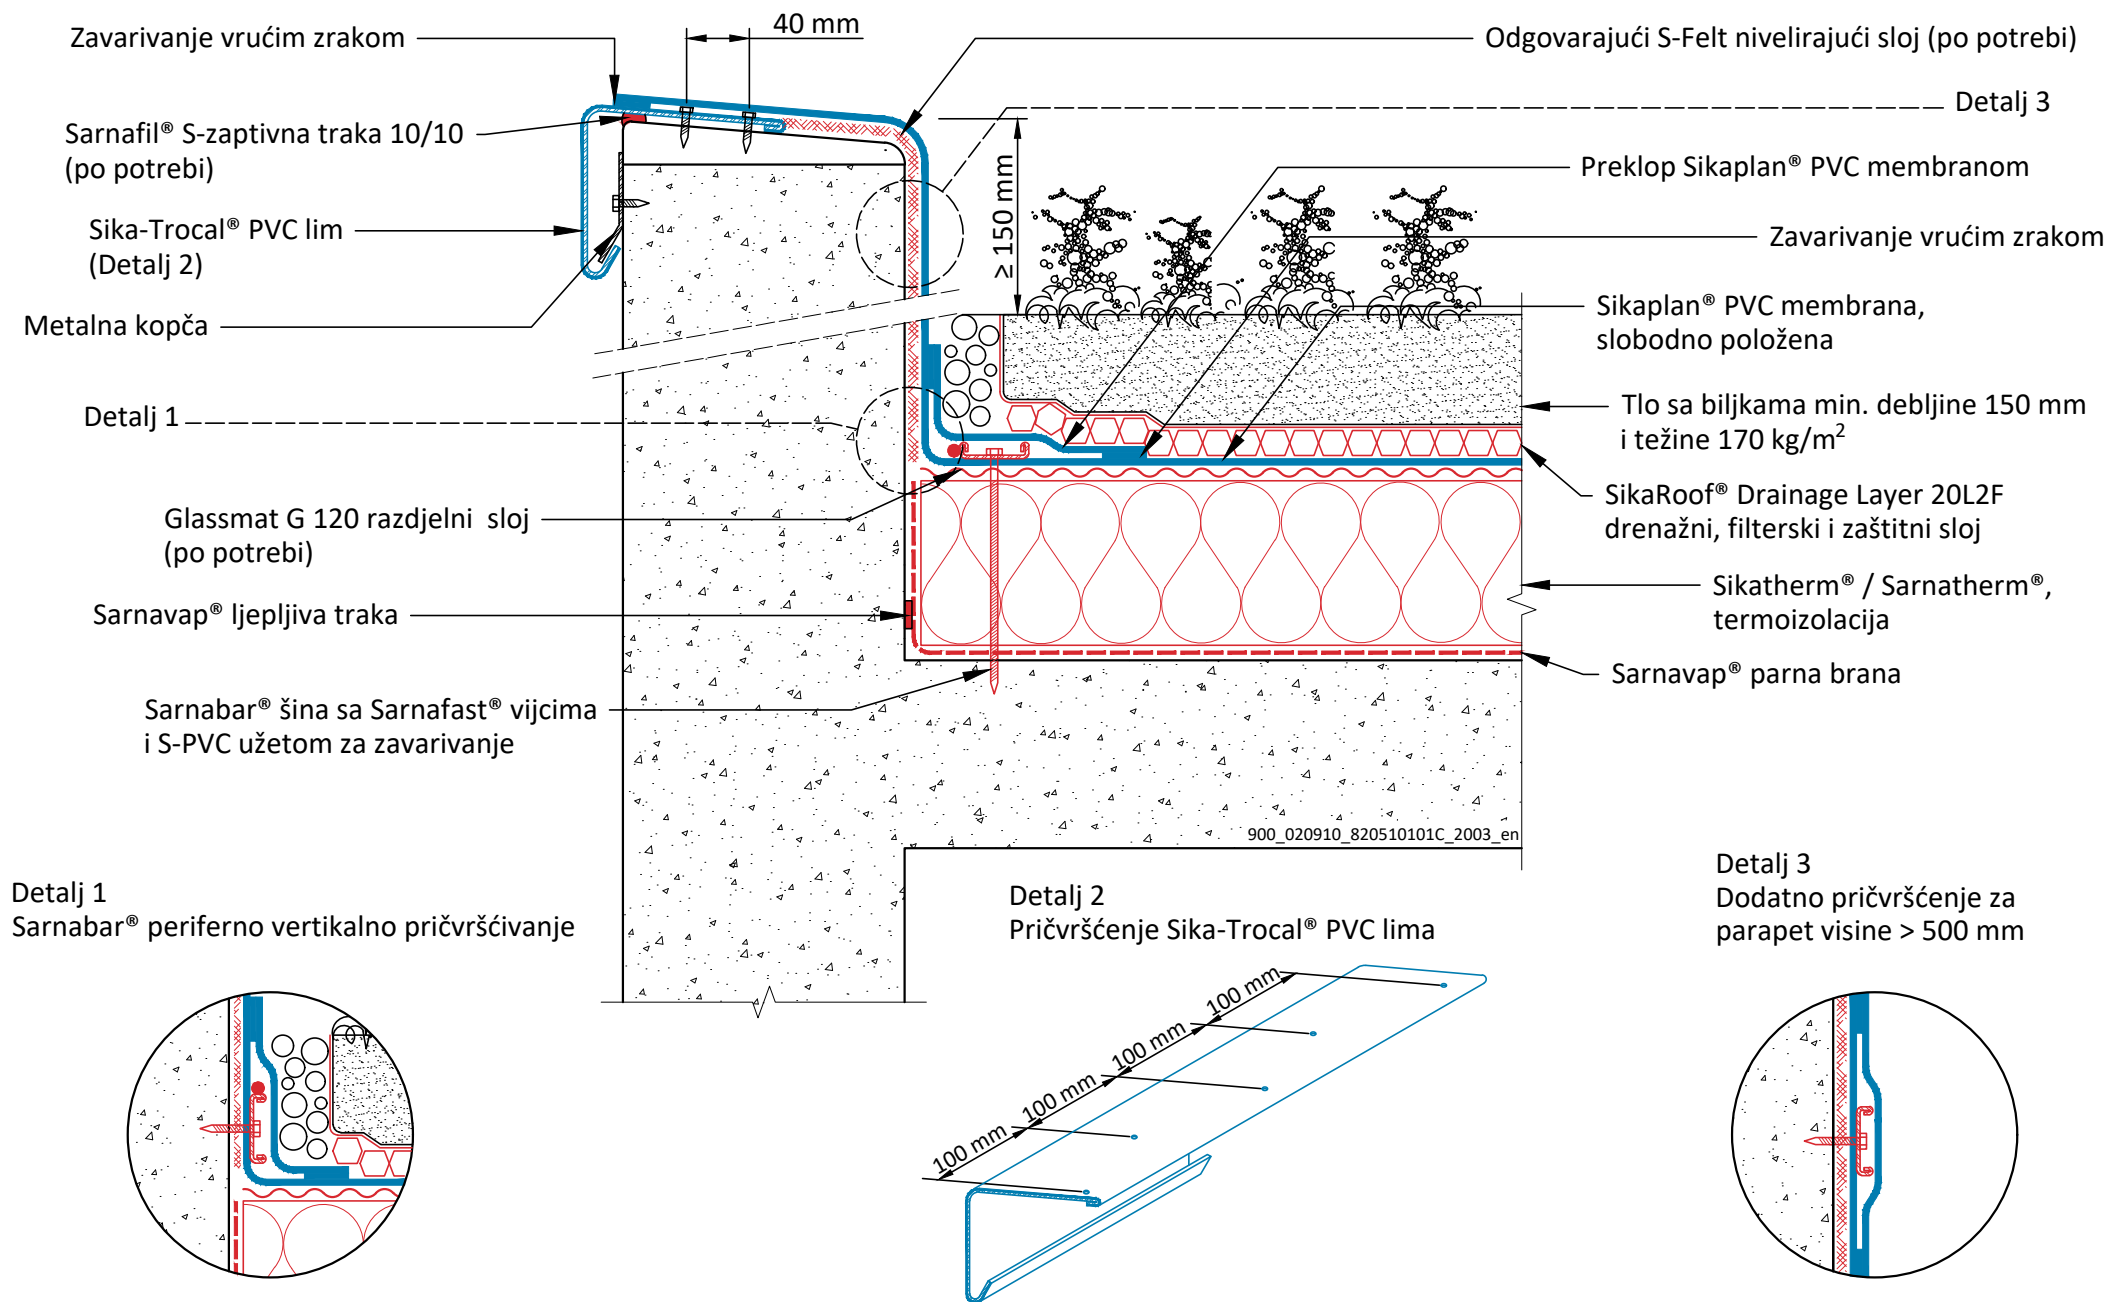 Zavarivanje vrućim zrakom
40 mm
Odgovarajući S-Felt nivelirajući sloj (po potrebi)
Detalj 3
Sarnafil® S-zaptivna traka 10/10
(po potrebi)
Preklop Sikaplan® PVC membranom
≥ 150 mm
Sika-Trocal® PVC lim
(Detalj 2)
Zavarivanje vrućim zrakom
Metalna kopča
Sikaplan® PVC membrana,
slobodno položena
Detalj 1
Tlo sa biljkama min. debljine 150 mm
i težine 170 kg/m²
Glassmat G 120 razdjelni  sloj
(po potrebi)
SikaRoof® Drainage Layer 20L2F
drenažni, filterski i zaštitni sloj
Sarnavap® ljepljiva traka
Sikatherm® / Sarnatherm®,
termoizolacija
Sarnavap® parna brana
Sarnabar® šina sa Sarnafast® vijcima
i S-PVC užetom za zavarivanje
900_020910_820510101C_2003_en
Detalj 1
Sarnabar® periferno vertikalno pričvršćivanje
Detalj 2
Pričvršćenje Sika-Trocal® PVC lima
Detalj 3
Dodatno pričvršćenje za
parapet visine > 500 mm
100 mm
100 mm
100 mm
100 mm